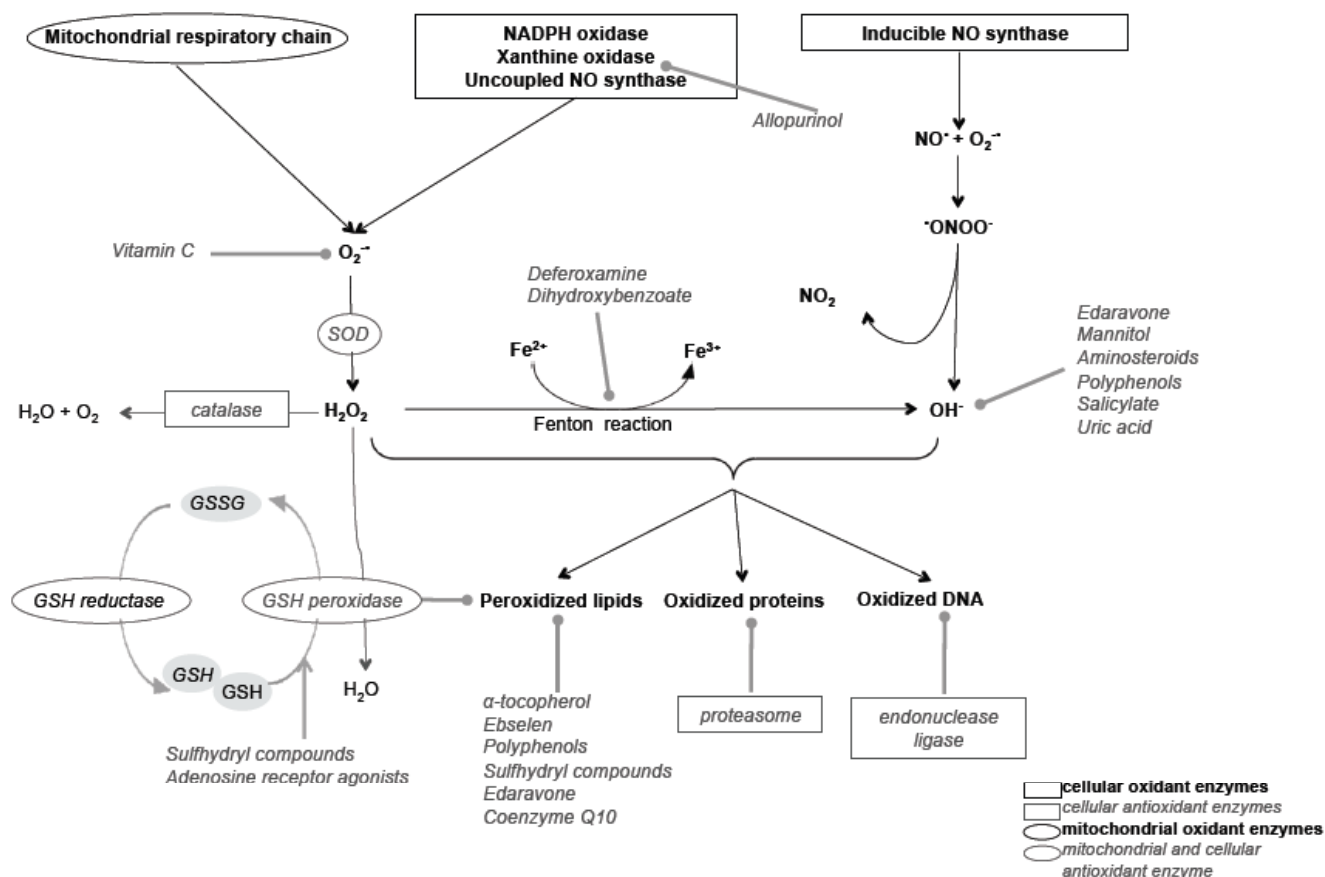 Mitochondrial respiratory chain
NADPH oxidase
Xanthine oxidase
Uncoupled NO synthase
Inducible NO synthase
Allopurinol
NO• + O₂⁻•
Vitamin C
O₂⁻•
⁻ONOO⁻
Deferoxamine
Dihydroxybenzoate
NO₂
Edaravone
Mannitol
Aminosteroids
Polyphenols
Salicylate
Uric acid
SOD
Fe²⁺
Fe³⁺
H₂O + O₂
catalase
H₂O₂
Fenton reaction
OH⁻
GSSG
GSH reductase
GSH peroxidase
Peroxidized lipids
Oxidized proteins
Oxidized DNA
GSH
GSH
H₂O
Sulfhydryl compounds
Adenosine receptor agonists
α-tocopherol
Ebselen
Polyphenols
Sulfhydryl compounds
Edaravone
Coenzyme Q10
proteasome
endonuclease
ligase
cellular oxidant enzymes
cellular antioxidant enzymes
mitochondrial oxidant enzymes
mitochondrial and cellular
antioxidant enzyme